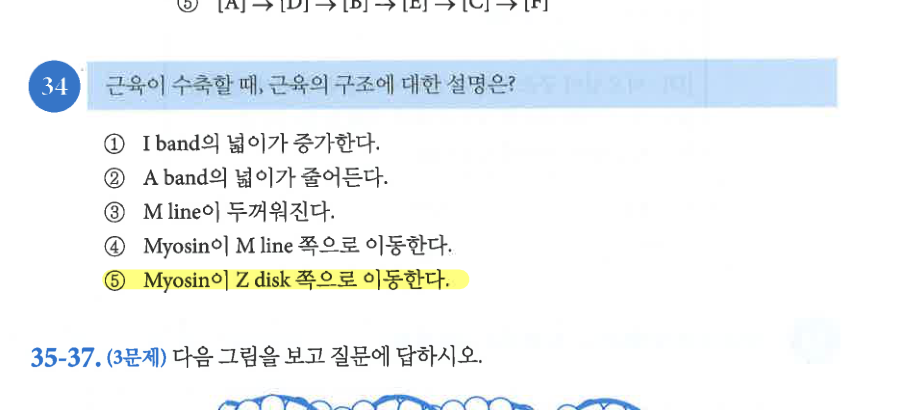 ⑤ [A] → [D] → [B] → [E] → [C] → [F]
34 근육이 수축할 때, 근육의 구조에 대한 설명은?
① I band의 넓이가 증가한다.
② A band의 넓이가 줄어든다.
③ M line이 두꺼워진다.
④ Myosin이 M line 쪽으로 이동한다.
⑤ Myosin이 Z disk 쪽으로 이동한다.
35-37. (3문제) 다음 그림을 보고 질문에 답하시오.